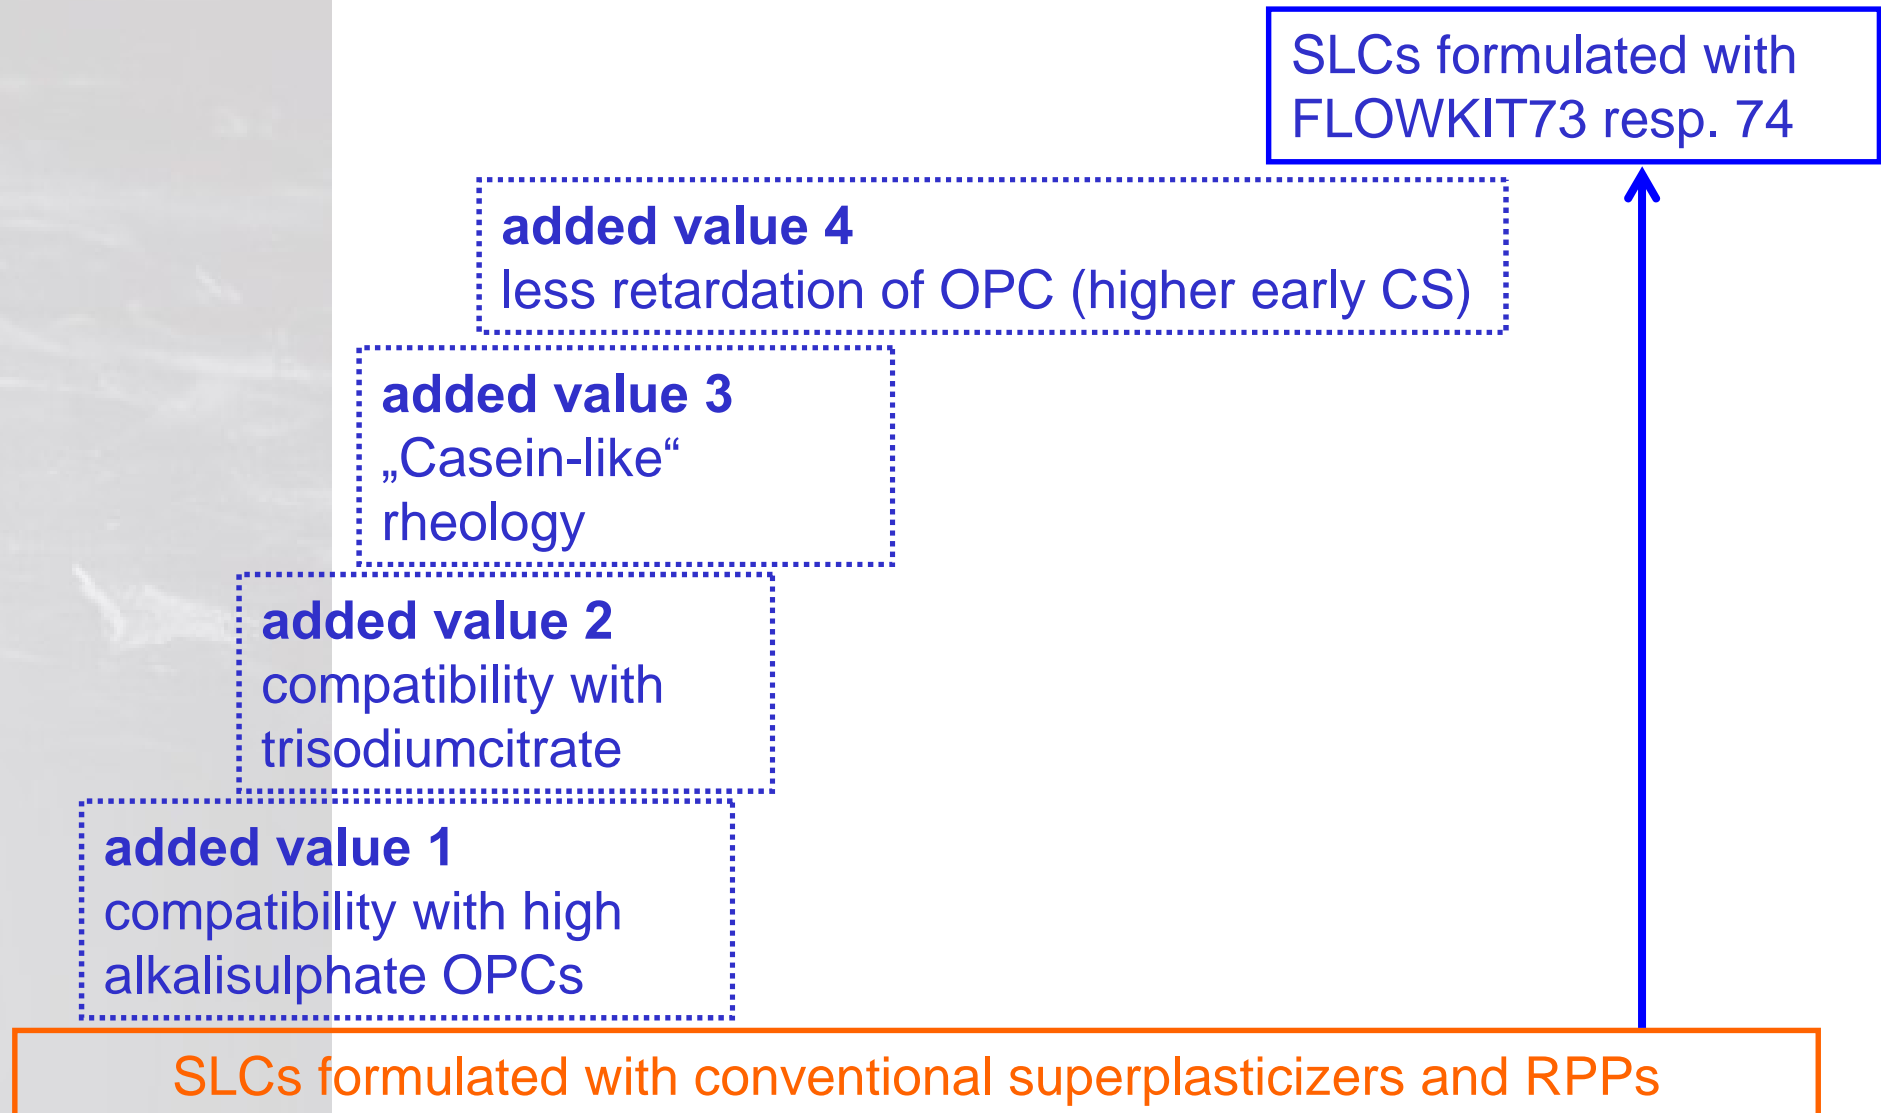 SLCs formulated with
FLOWKIT73 resp. 74
added value 4
less retardation of OPC (higher early CS)
added value 3
„Casein-like“
rheology
added value 2
compatibility with
trisodiumcitrate
added value 1
compatibility with high
alkalisulphate OPCs
SLCs formulated with conventional superplasticizers and RPPs